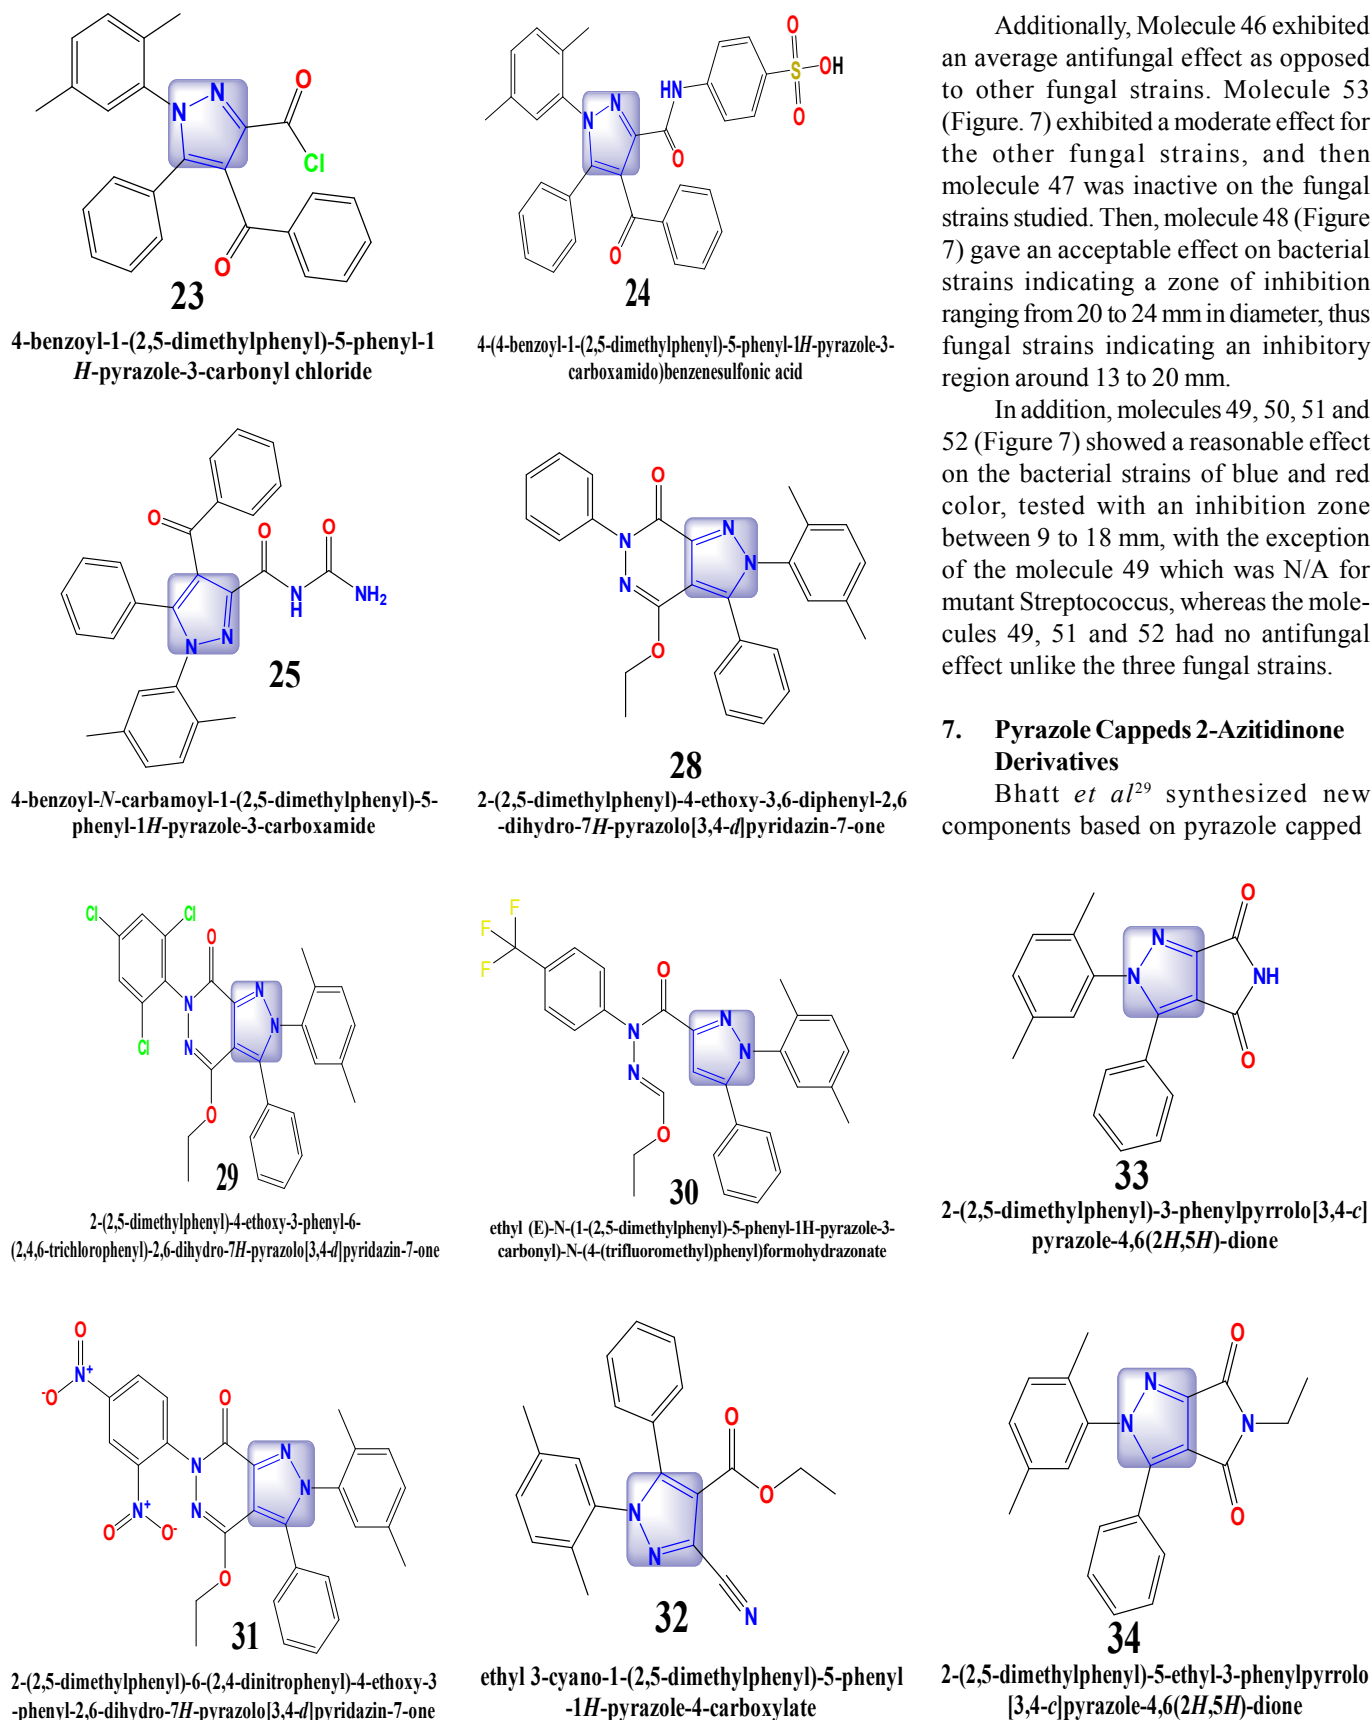 O
N
N
Cl
O
23
4-benzoyl-1-(2,5-dimethylphenyl)-5-phenyl-1
H-pyrazole-3-carbonyl chloride
O
S
OH
O
HN
N
N
O
O
24
4-(4-benzoyl-1-(2,5-dimethylphenyl)-5-phenyl-1H-pyrazole-3-
carboxamido)benzenesulfonic acid
Additionally, Molecule 46 exhibited
an average antifungal effect as opposed
to other fungal strains. Molecule 53
(Figure. 7) exhibited a moderate effect for
the other fungal strains, and then
molecule 47 was inactive on the fungal
strains studied. Then, molecule 48 (Figure
7) gave an acceptable effect on bacterial
strains indicating a zone of inhibition
ranging from 20 to 24 mm in diameter, thus
fungal strains indicating an inhibitory
region around 13 to 20 mm.
In addition, molecules 49, 50, 51 and
52 (Figure 7) showed a reasonable effect
on the bacterial strains of blue and red
color, tested with an inhibition zone
between 9 to 18 mm, with the exception
of the molecule 49 which was N/A for
mutant Streptococcus, whereas the mole-
cules 49, 51 and 52 had no antifungal
effect unlike the three fungal strains.
7. Pyrazole Cappeds 2-Azitidinone
Derivatives
Bhatt et al29 synthesized new
components based on pyrazole capped
O
O
O
N
H
NH2
N
N
25
4-benzoyl-N-carbamoyl-1-(2,5-dimethylphenyl)-5-
phenyl-1H-pyrazole-3-carboxamide
O
N
N
N
N
O
28
2-(2,5-dimethylphenyl)-4-ethoxy-3,6-diphenyl-2,6
-dihydro-7H-pyrazolo[3,4-d]pyridazin-7-one
Cl
Cl
O
N
N
N
Cl
N
O
29
2-(2,5-dimethylphenyl)-4-ethoxy-3-phenyl-6-
(2,4,6-trichlorophenyl)-2,6-dihydro-7H-pyrazolo[3,4-d]pyridazin-7-one
F
F
F
O
N
N
N
N
O
30
ethyl (E)-N-(1-(2,5-dimethylphenyl)-5-phenyl-1H-pyrazole-3-
carbonyl)-N-(4-(trifluoromethyl)phenyl)formohydrazonate
O
N
N
NH
O
33
2-(2,5-dimethylphenyl)-3-phenylpyrrolo[3,4-c]
pyrazole-4,6(2H,5H)-dione
O
N+
-O
O
N
N
N
N
N+
O
O-
O
31
2-(2,5-dimethylphenyl)-6-(2,4-dinitrophenyl)-4-ethoxy-3
-phenyl-2,6-dihydro-7H-pyrazolo[3,4-d]pyridazin-7-one
O
O
N
N
N
32
ethyl 3-cyano-1-(2,5-dimethylphenyl)-5-phenyl
-1H-pyrazole-4-carboxylate
O
N
N
N
O
34
2-(2,5-dimethylphenyl)-5-ethyl-3-phenylpyrrolo
[3,4-c]pyrazole-4,6(2H,5H)-dione